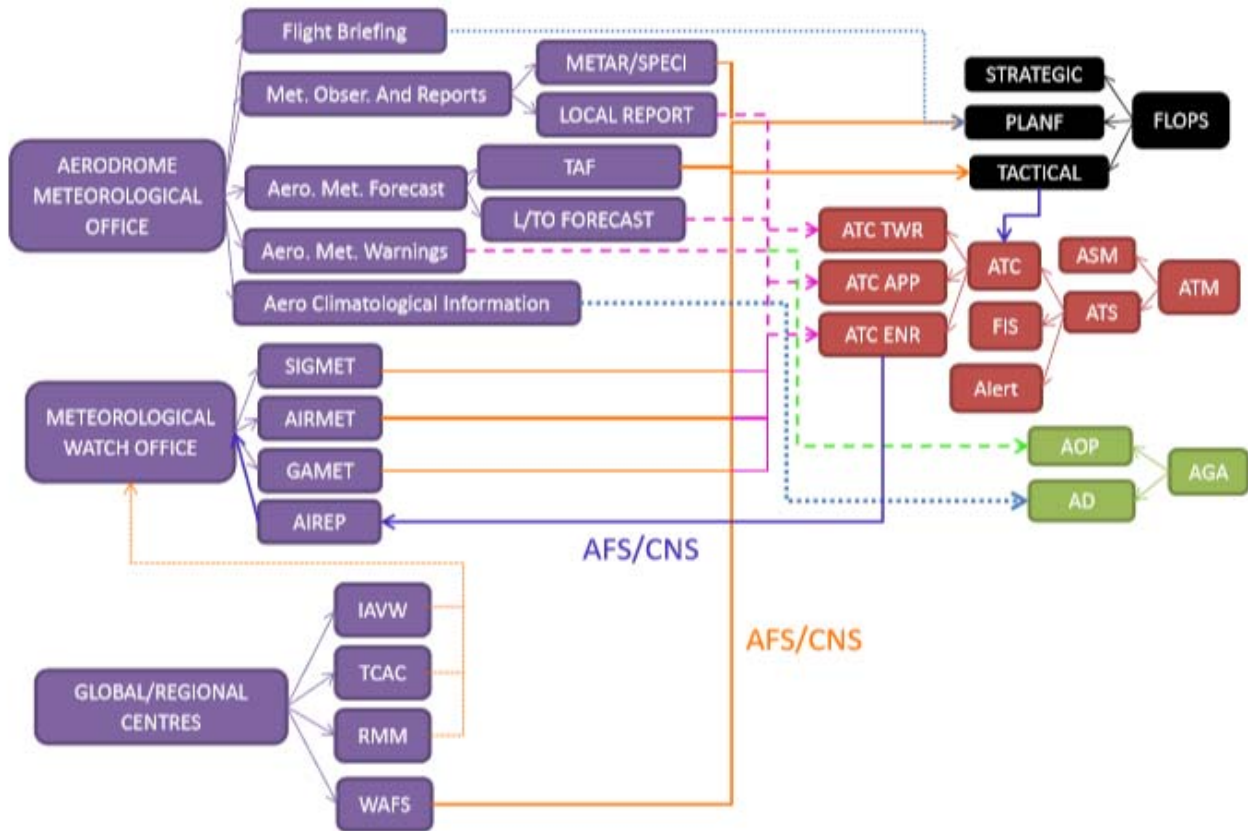 Flight Briefing
METAR/SPECI
Met. Obser. And Reports
LOCAL REPORT
AERODROME
METEOROLOGICAL
OFFICE
TAF
Aero. Met. Forecast
L/TO FORECAST
Aero. Met. Warnings
Aero Climatological Information
STRATEGIC
PLANF
FLOPS
TACTICAL
ATC TWR
ATC
ASM
ATC APP
ATM
FIS
ATS
ATC ENR
Alert
SIGMET
METEOROLOGICAL
WATCH OFFICE
AIRMET
GAMET
AIREP
AOP
AGA
AD
AFS/CNS
IAVW
AFS/CNS
TCAC
GLOBAL/REGIONAL
CENTRES
RMM
WAFS